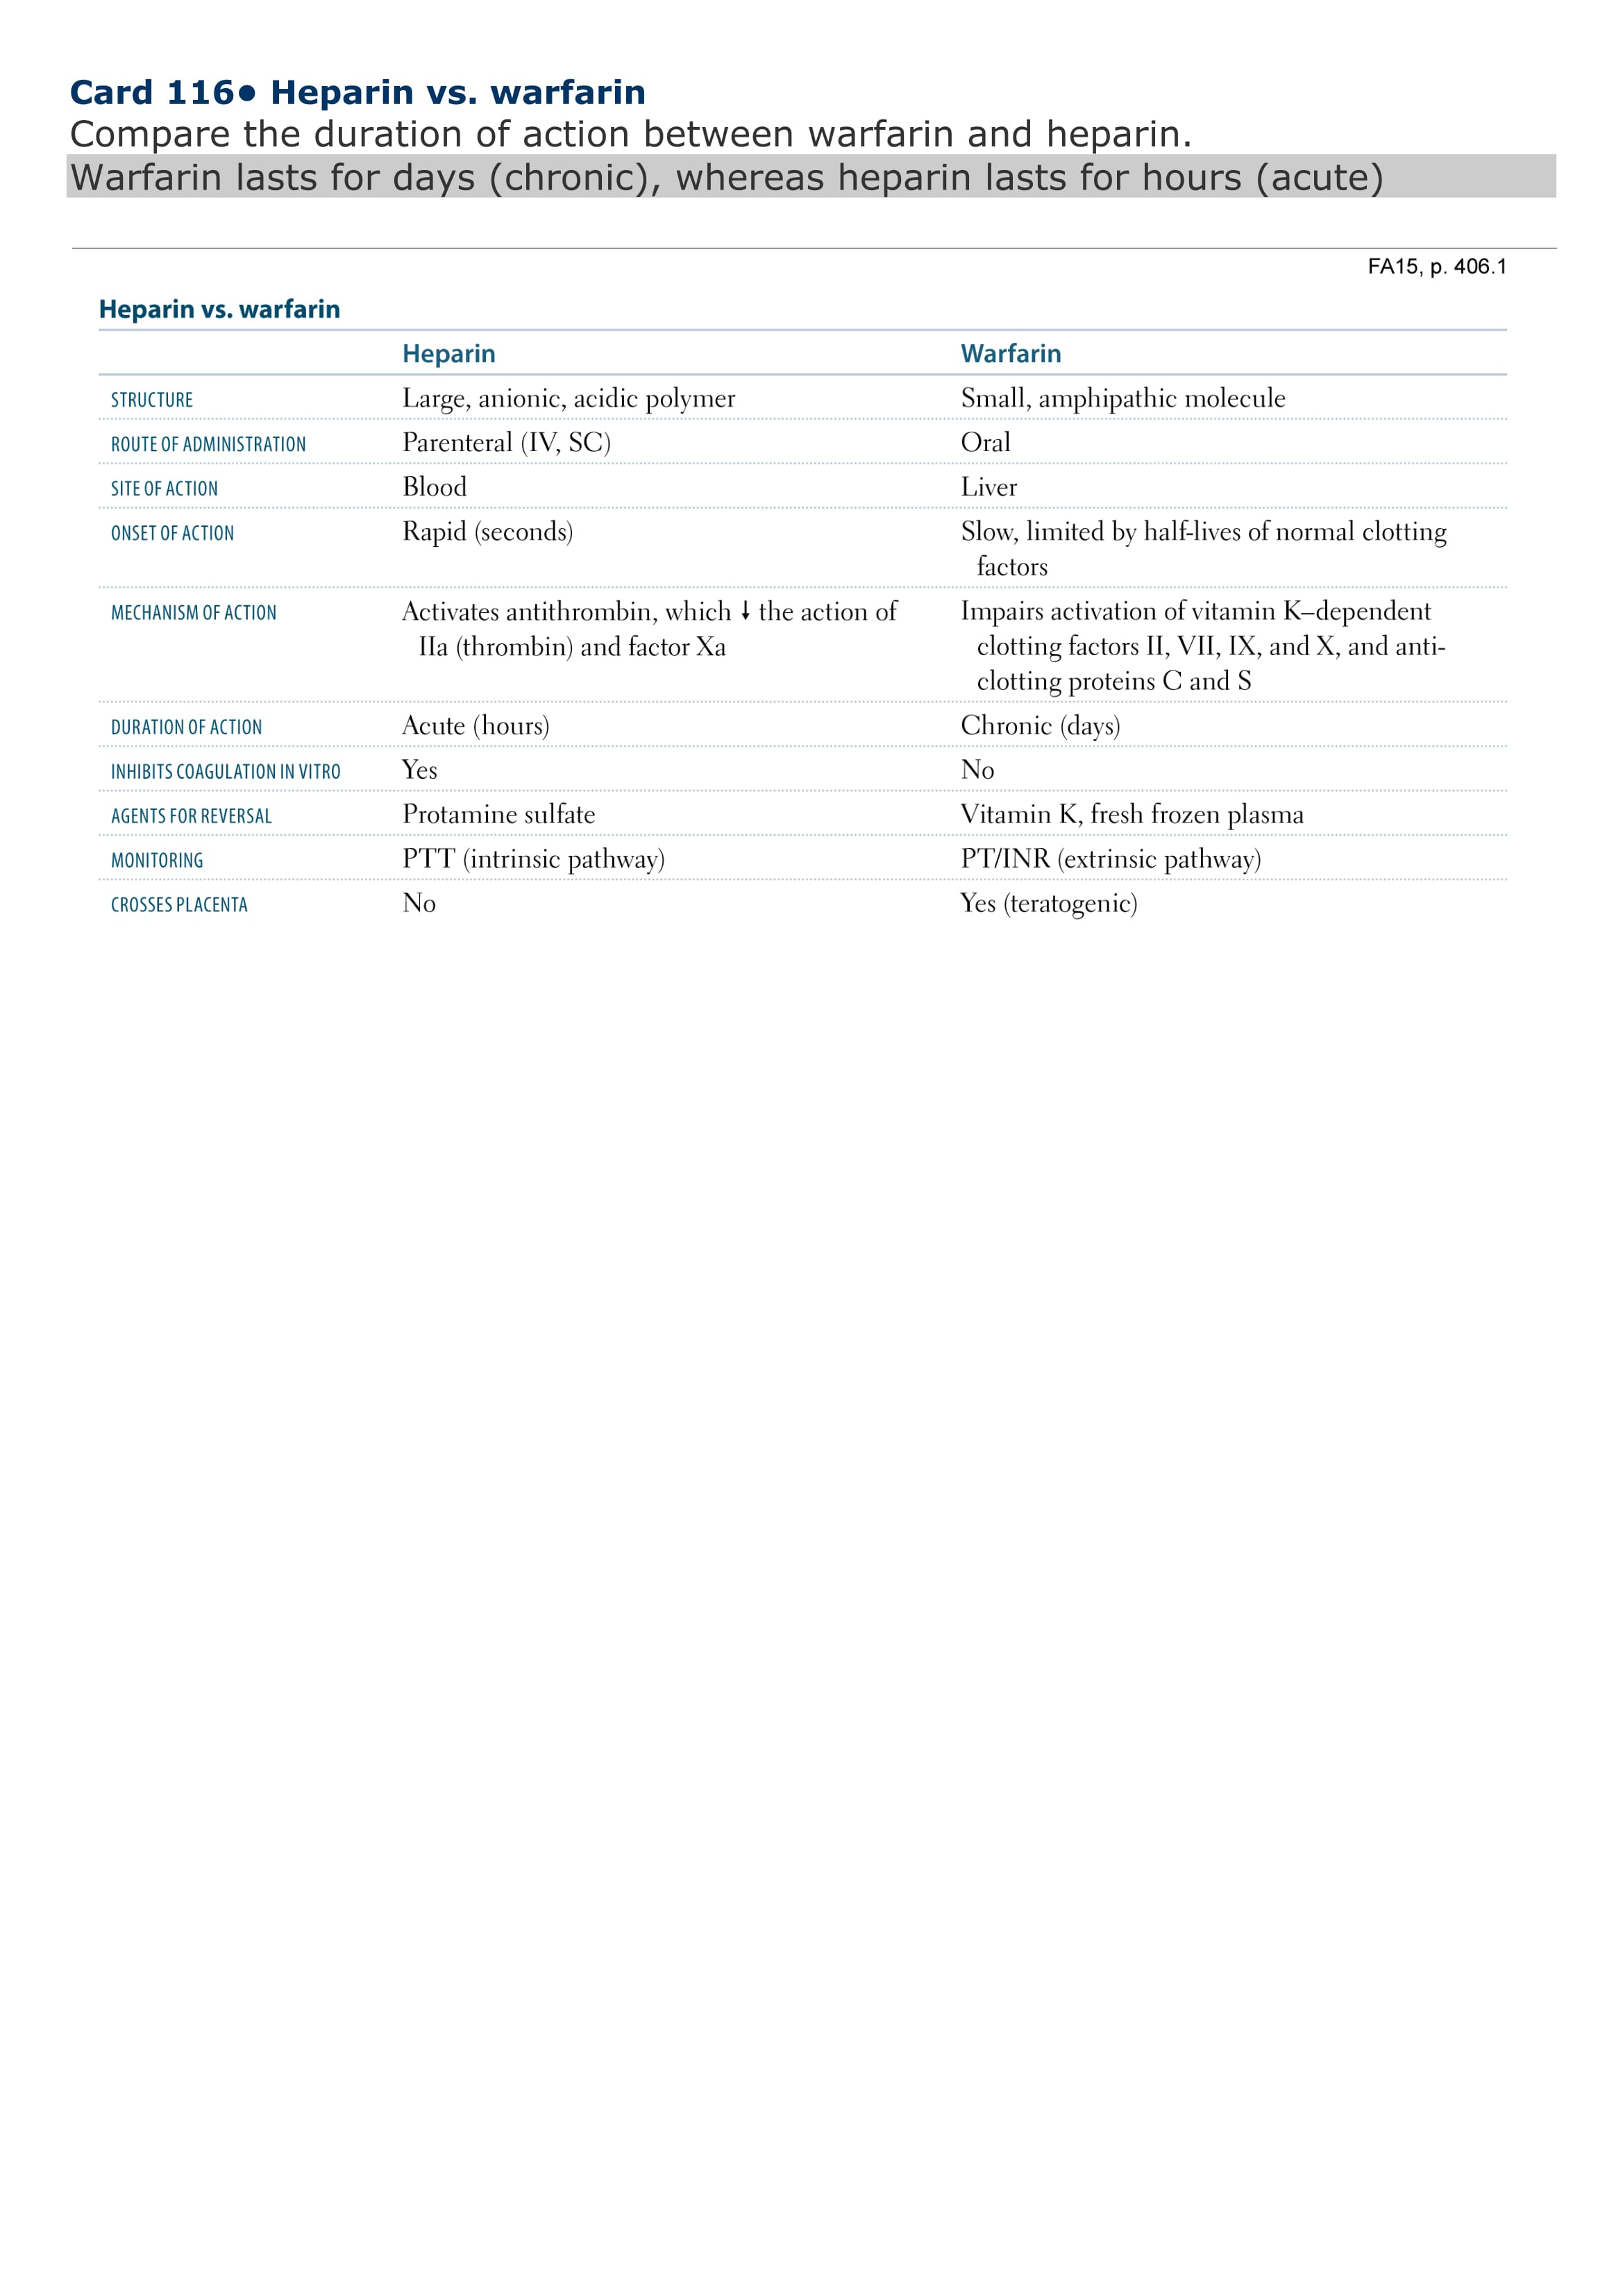 Card 116● Heparin vs. warfarin
Compare the duration of action between warfarin and heparin.
Warfarin lasts for days (chronic), whereas heparin lasts for hours (acute)
FA15, p. 406.1
Heparin vs. warfarin
Heparin Warfarin
STRUCTURE Large, anionic, acidic polymer Small, amphipathic molecule
ROUTE OF ADMINISTRATION Parenteral (IV, SC) Oral
SITE OF ACTION Blood Liver
ONSET OF ACTION Rapid (seconds) Slow, limited by half-lives of normal clotting
factors
MECHANISM OF ACTION Activates antithrombin, which ↓ the action of Impairs activation of vitamin K–dependent
IIa (thrombin) and factor Xa clotting factors II, VII, IX, and X, and anti-
clotting proteins C and S
DURATION OF ACTION Acute (hours) Chronic (days)
INHIBITS COAGULATION IN VITRO Yes No
AGENTS FOR REVERSAL Protamine sulfate Vitamin K, fresh frozen plasma
MONITORING PTT (intrinsic pathway) PT/INR (extrinsic pathway)
CROSSES PLACENTA No Yes (teratogenic)